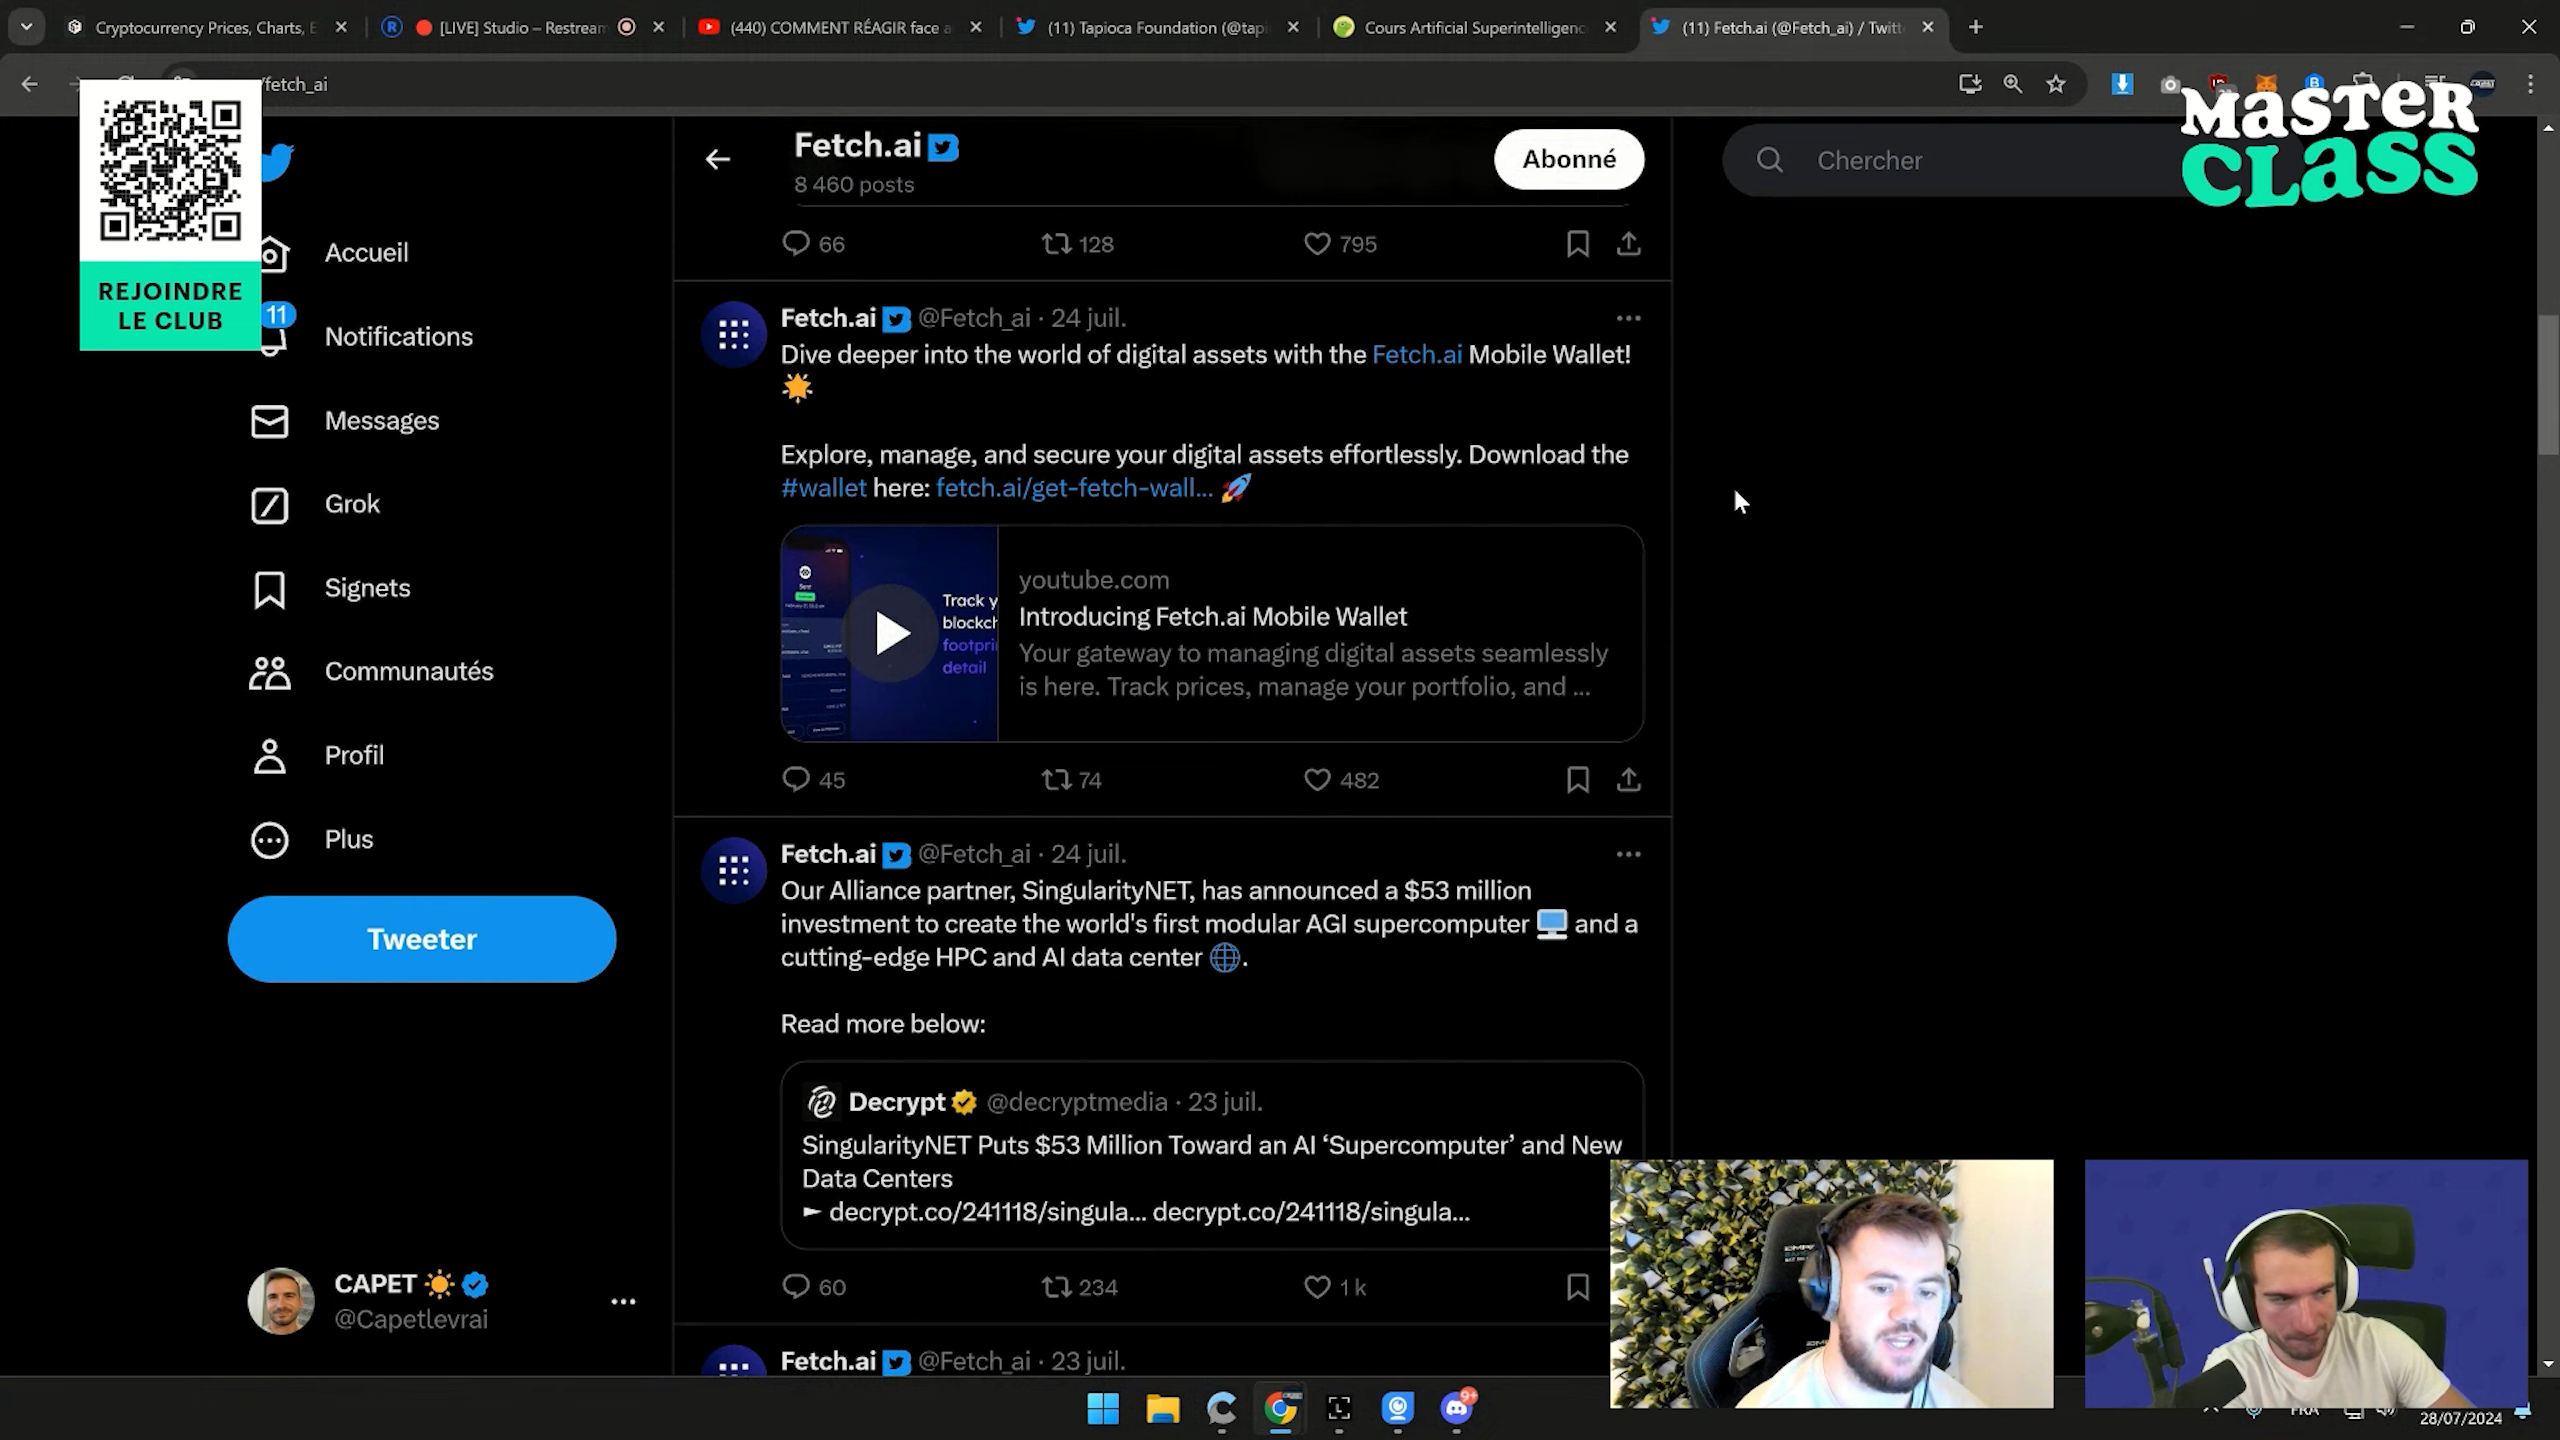 Cryptocurrency Prices, Charts, E
[LIVE] Studio – Restream
(440) COMMENT RÉAGIR face a
(11) Tapioca Foundation (@tapi
Cours Artificial Superintelligenc
(11) Fetch.ai (@Fetch_ai) / Twitt
/fetch_ai
MASTER
CLASS
REJOINDRE
LE CLUB
Fetch.ai
8 460 posts
Abonné
Chercher
Accueil
11
Notifications
Messages
Grok
Signets
Communautés
Profil
Plus
Tweeter
CAPET
@Capetlevrai
66 128 795
Fetch.ai @Fetch_ai · 24 juil.
Dive deeper into the world of digital assets with the Fetch.ai Mobile Wallet!
Explore, manage, and secure your digital assets effortlessly. Download the
#wallet here: fetch.ai/get-fetch-wall...
Track y
blockch
footpri
detail
youtube.com
Introducing Fetch.ai Mobile Wallet
Your gateway to managing digital assets seamlessly
is here. Track prices, manage your portfolio, and ...
45 74 482
Fetch.ai @Fetch_ai · 24 juil.
Our Alliance partner, SingularityNET, has announced a $53 million
investment to create the world's first modular AGI supercomputer and a
cutting-edge HPC and AI data center .
Read more below:
Decrypt @decryptmedia · 23 juil.
SingularityNET Puts $53 Million Toward an AI ‘Supercomputer’ and New
Data Centers
► decrypt.co/241118/singula... decrypt.co/241118/singula...
60 234 1 k
Fetch.ai @Fetch_ai · 23 juil.
9+
FRA
28/07/2024